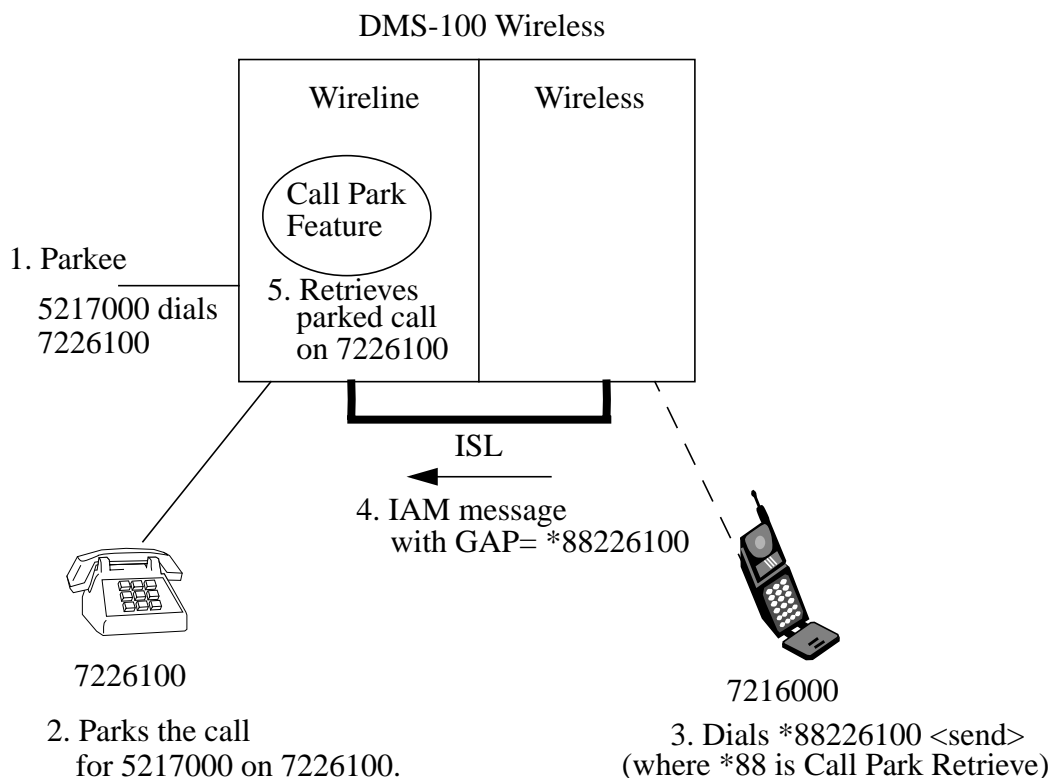 DMS-100 Wireless
Wireline
Wireless
Call Park
Feature
1. Parkee
5217000 dials
7226100
5. Retrieves
parked call
on 7226100
ISL
4. IAM message
with GAP= *88226100
7226100
2. Parks the call
for 5217000 on 7226100.
7216000
3. Dials *88226100 <send>
(where *88 is Call Park Retrieve)